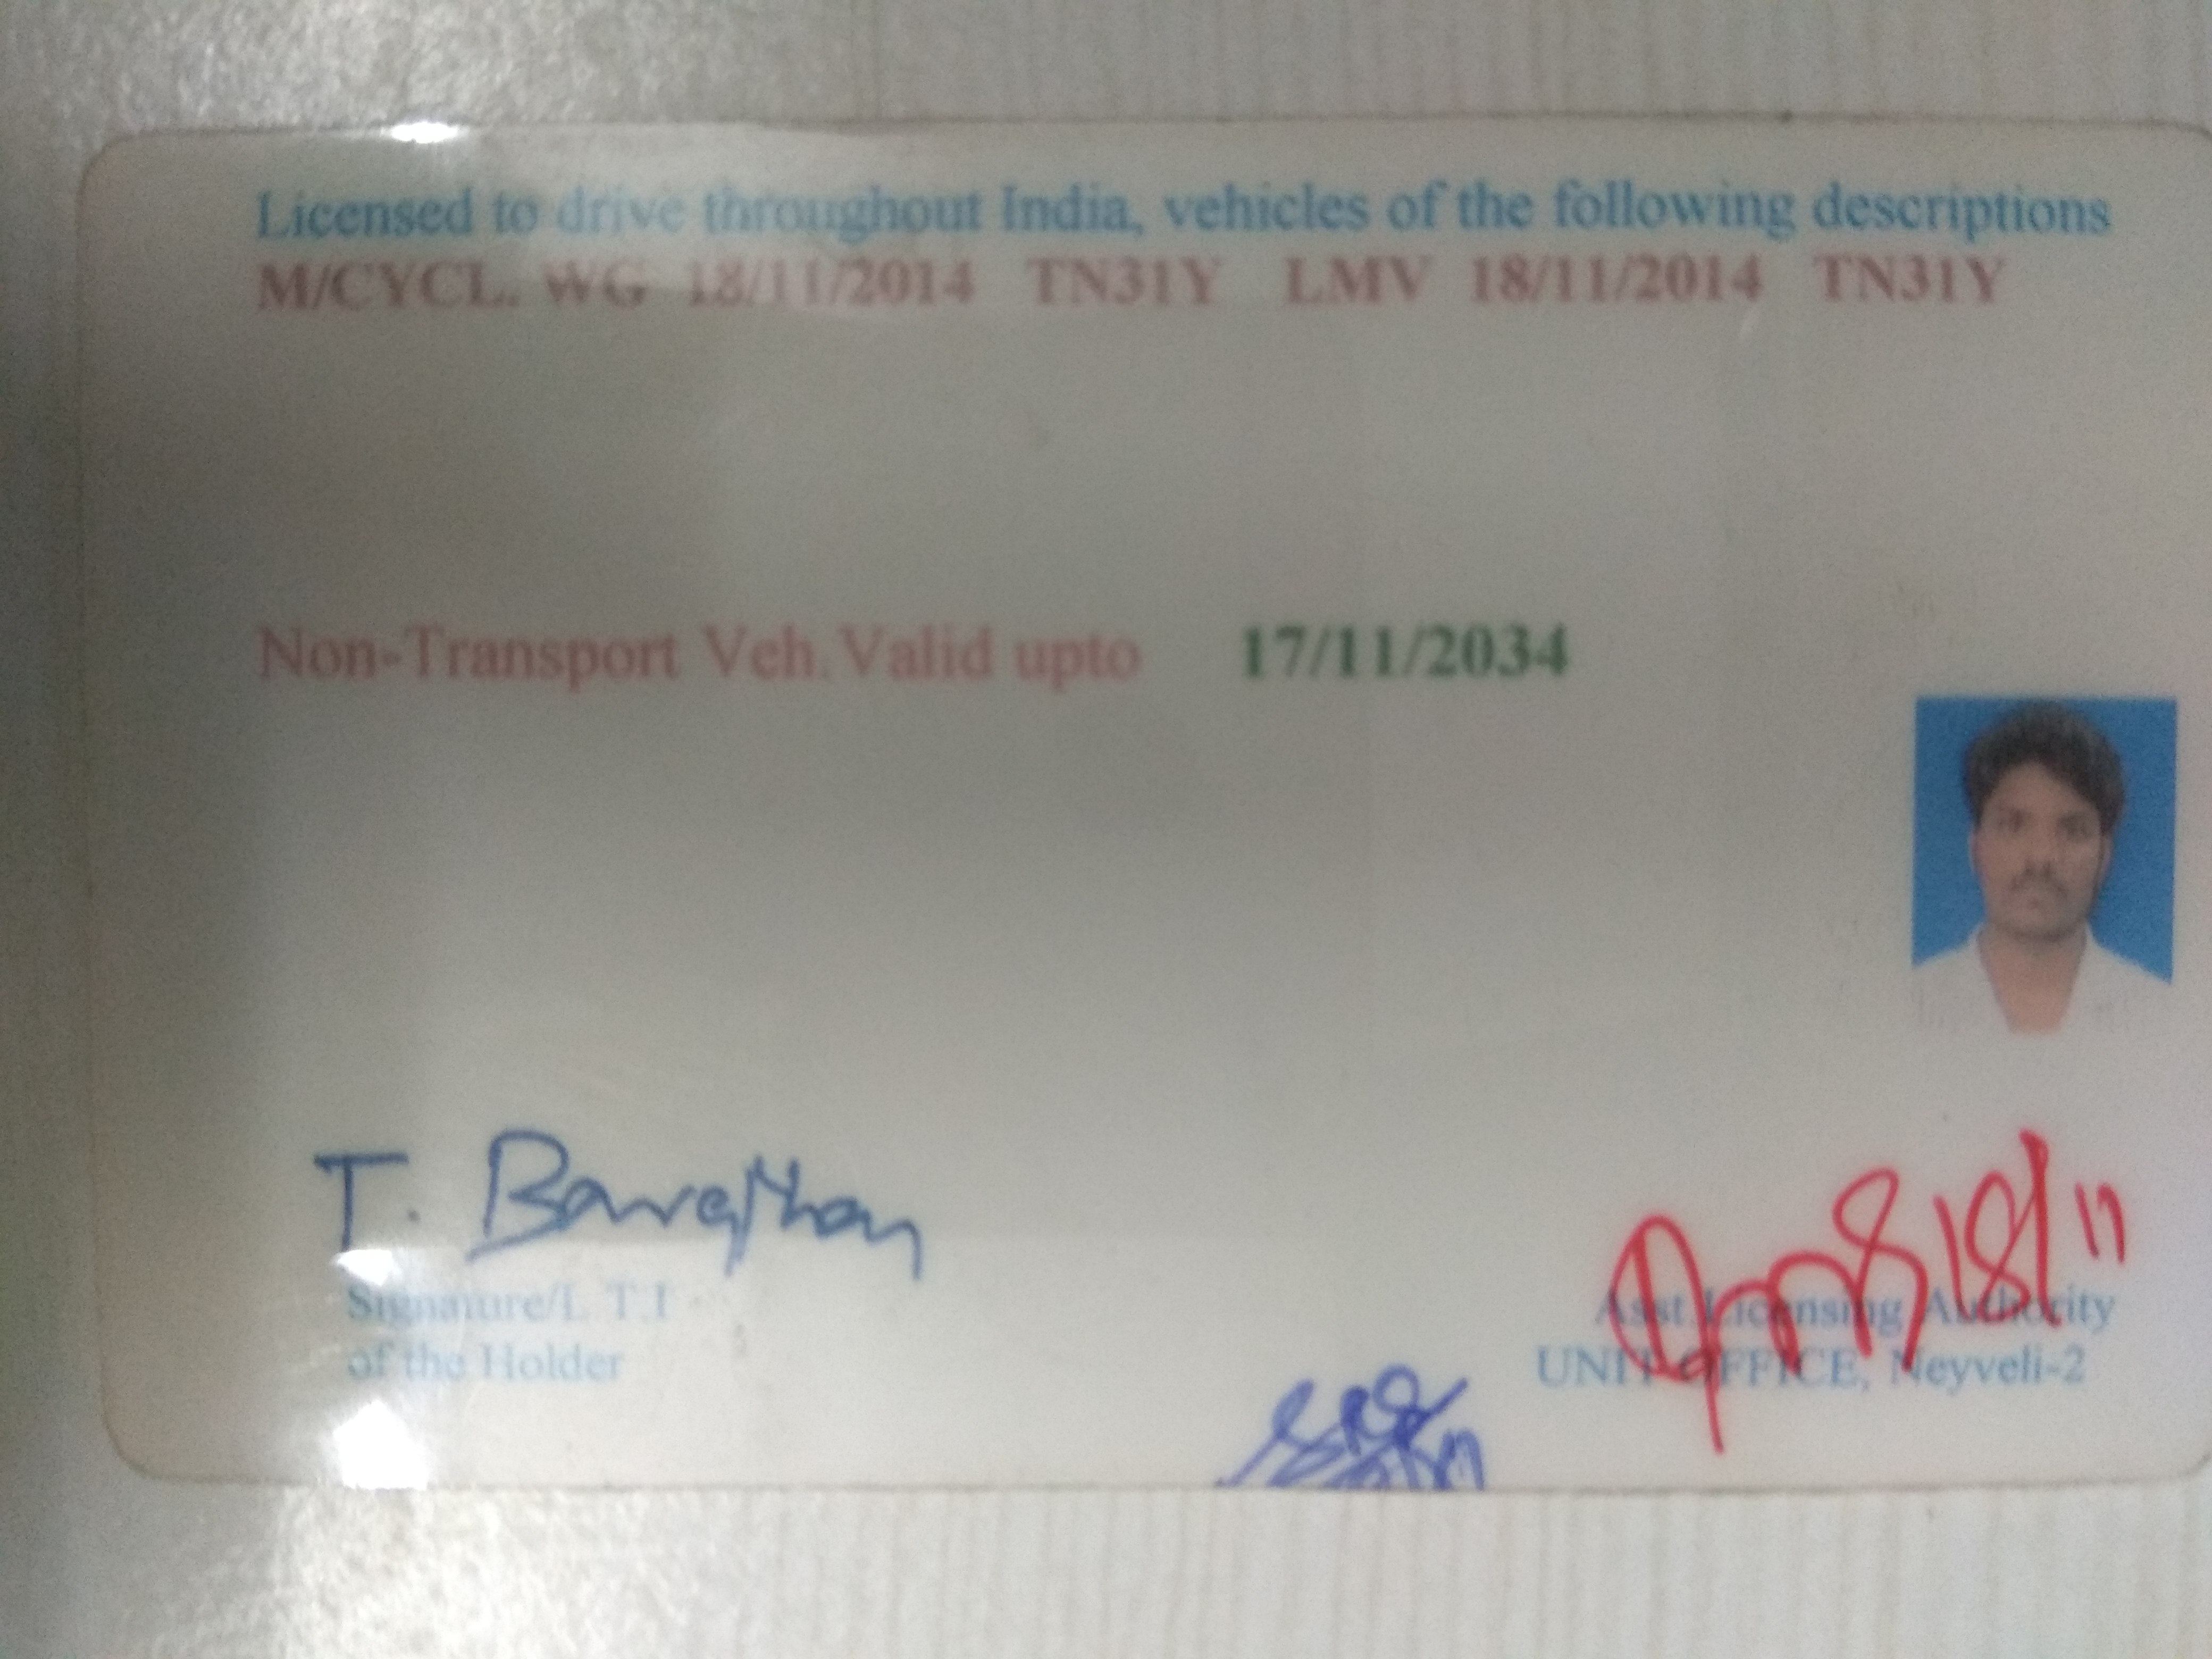 Licensed to drive throughout India, vehicles of the following descriptions
M/CYCL. WG 18/11/2014 TN31Y LMV 18/11/2014 TN31Y
Non-Transport Veh. Valid upto 17/11/2034
T.
18/11
Signature/L T.I
of the Holder
Asst. Licensing Authority
UNIT OFFICE, Neyveli-2